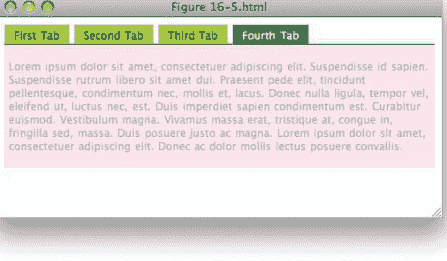 Figure 16-5.html
First Tab Second Tab Third Tab Fourth Tab
Lorem ipsum dolor sit amet, consectetuer adipiscing elit. Suspendisse id sapien.
Suspendisse rutrum libero sit amet dui. Praesent pede elit, tincidunt
pellentesque, condimentum nec, mollis et, lacus. Donec nulla ligula, tempor vel,
eleifend ut, luctus nec, est. Duis imperdiet sapien condimentum est. Curabitur
euismod. Vestibulum magna. Vivamus massa erat, tristique at, congue in,
fringilla sed, massa. Duis posuere justo ac magna. Lorem ipsum dolor sit amet,
consectetuer adipiscing elit. Donec ac dolor mollis lectus posuere convallis.